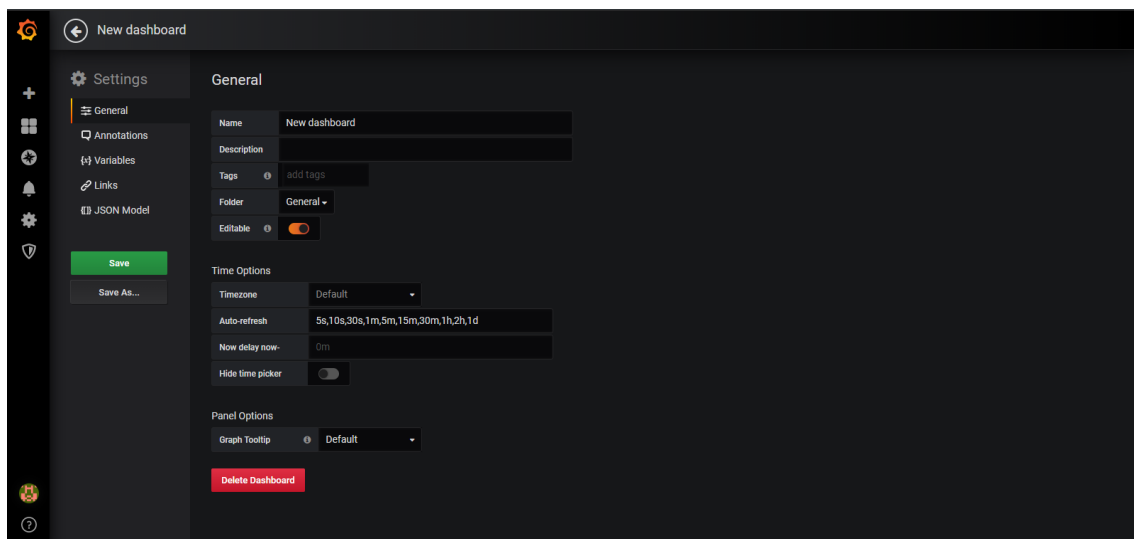 New dashboard
Settings
General
Annotations
Variables
Links
JSON Model
Save
Save As...
General
Name New dashboard
Description
Tags add tags
Folder General
Editable
Time Options
Timezone Default
Auto-refresh 5s,10s,30s,1m,5m,15m,30m,1h,2h,1d
Now delay now- 0m
Hide time picker
Panel Options
Graph Tooltip Default
Delete Dashboard